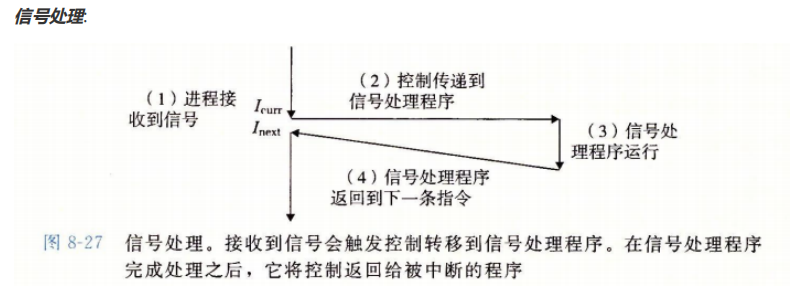 信号处理:
(1)进程接
收到信号
Icurr
Inext
(2)控制传递到
信号处理程序
(3)信号处
理程序运行
(4)信号处理程序
返回到下一条指令
图 8-27 信号处理。接收到信号会触发控制转移到信号处理程序。在信号处理程序
完成处理之后，它将控制返回给被中断的程序